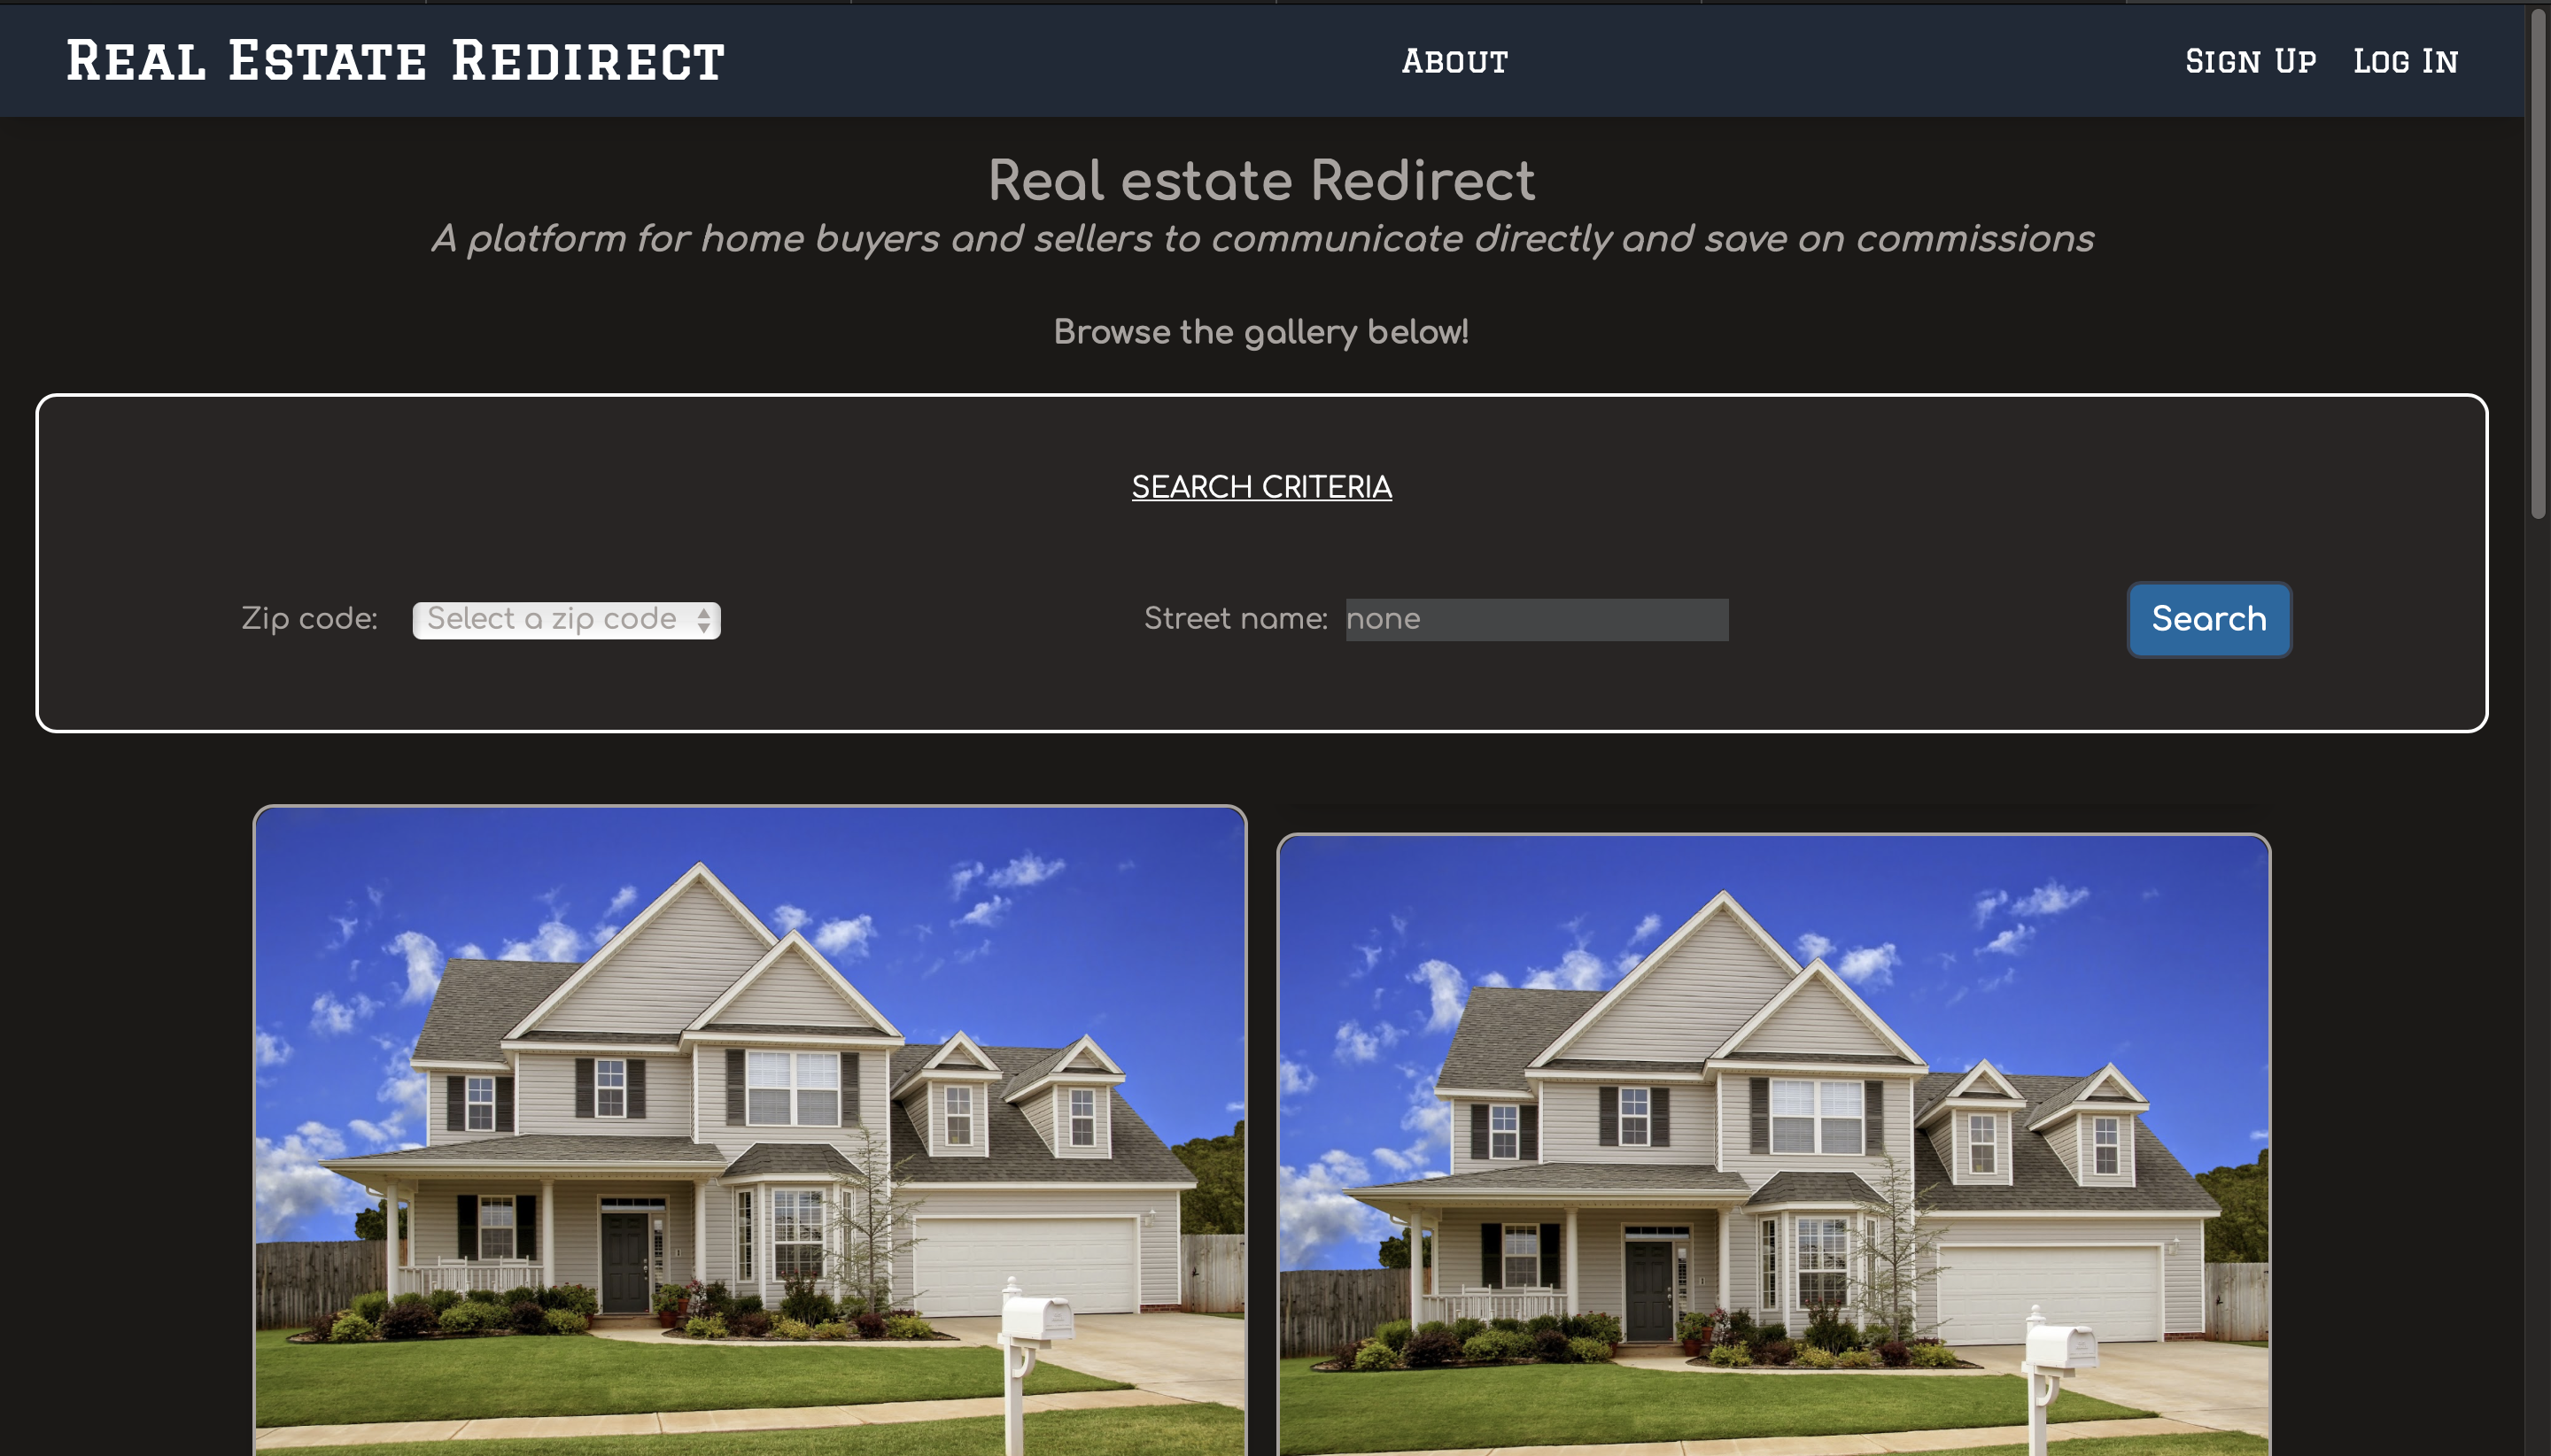 Real Estate Redirect
About
Sign Up
Log In
Real estate Redirect
A platform for home buyers and sellers to communicate directly and save on commissions
Browse the gallery below!
SEARCH CRITERIA
Zip code: Select a zip code
Street name: none
Search